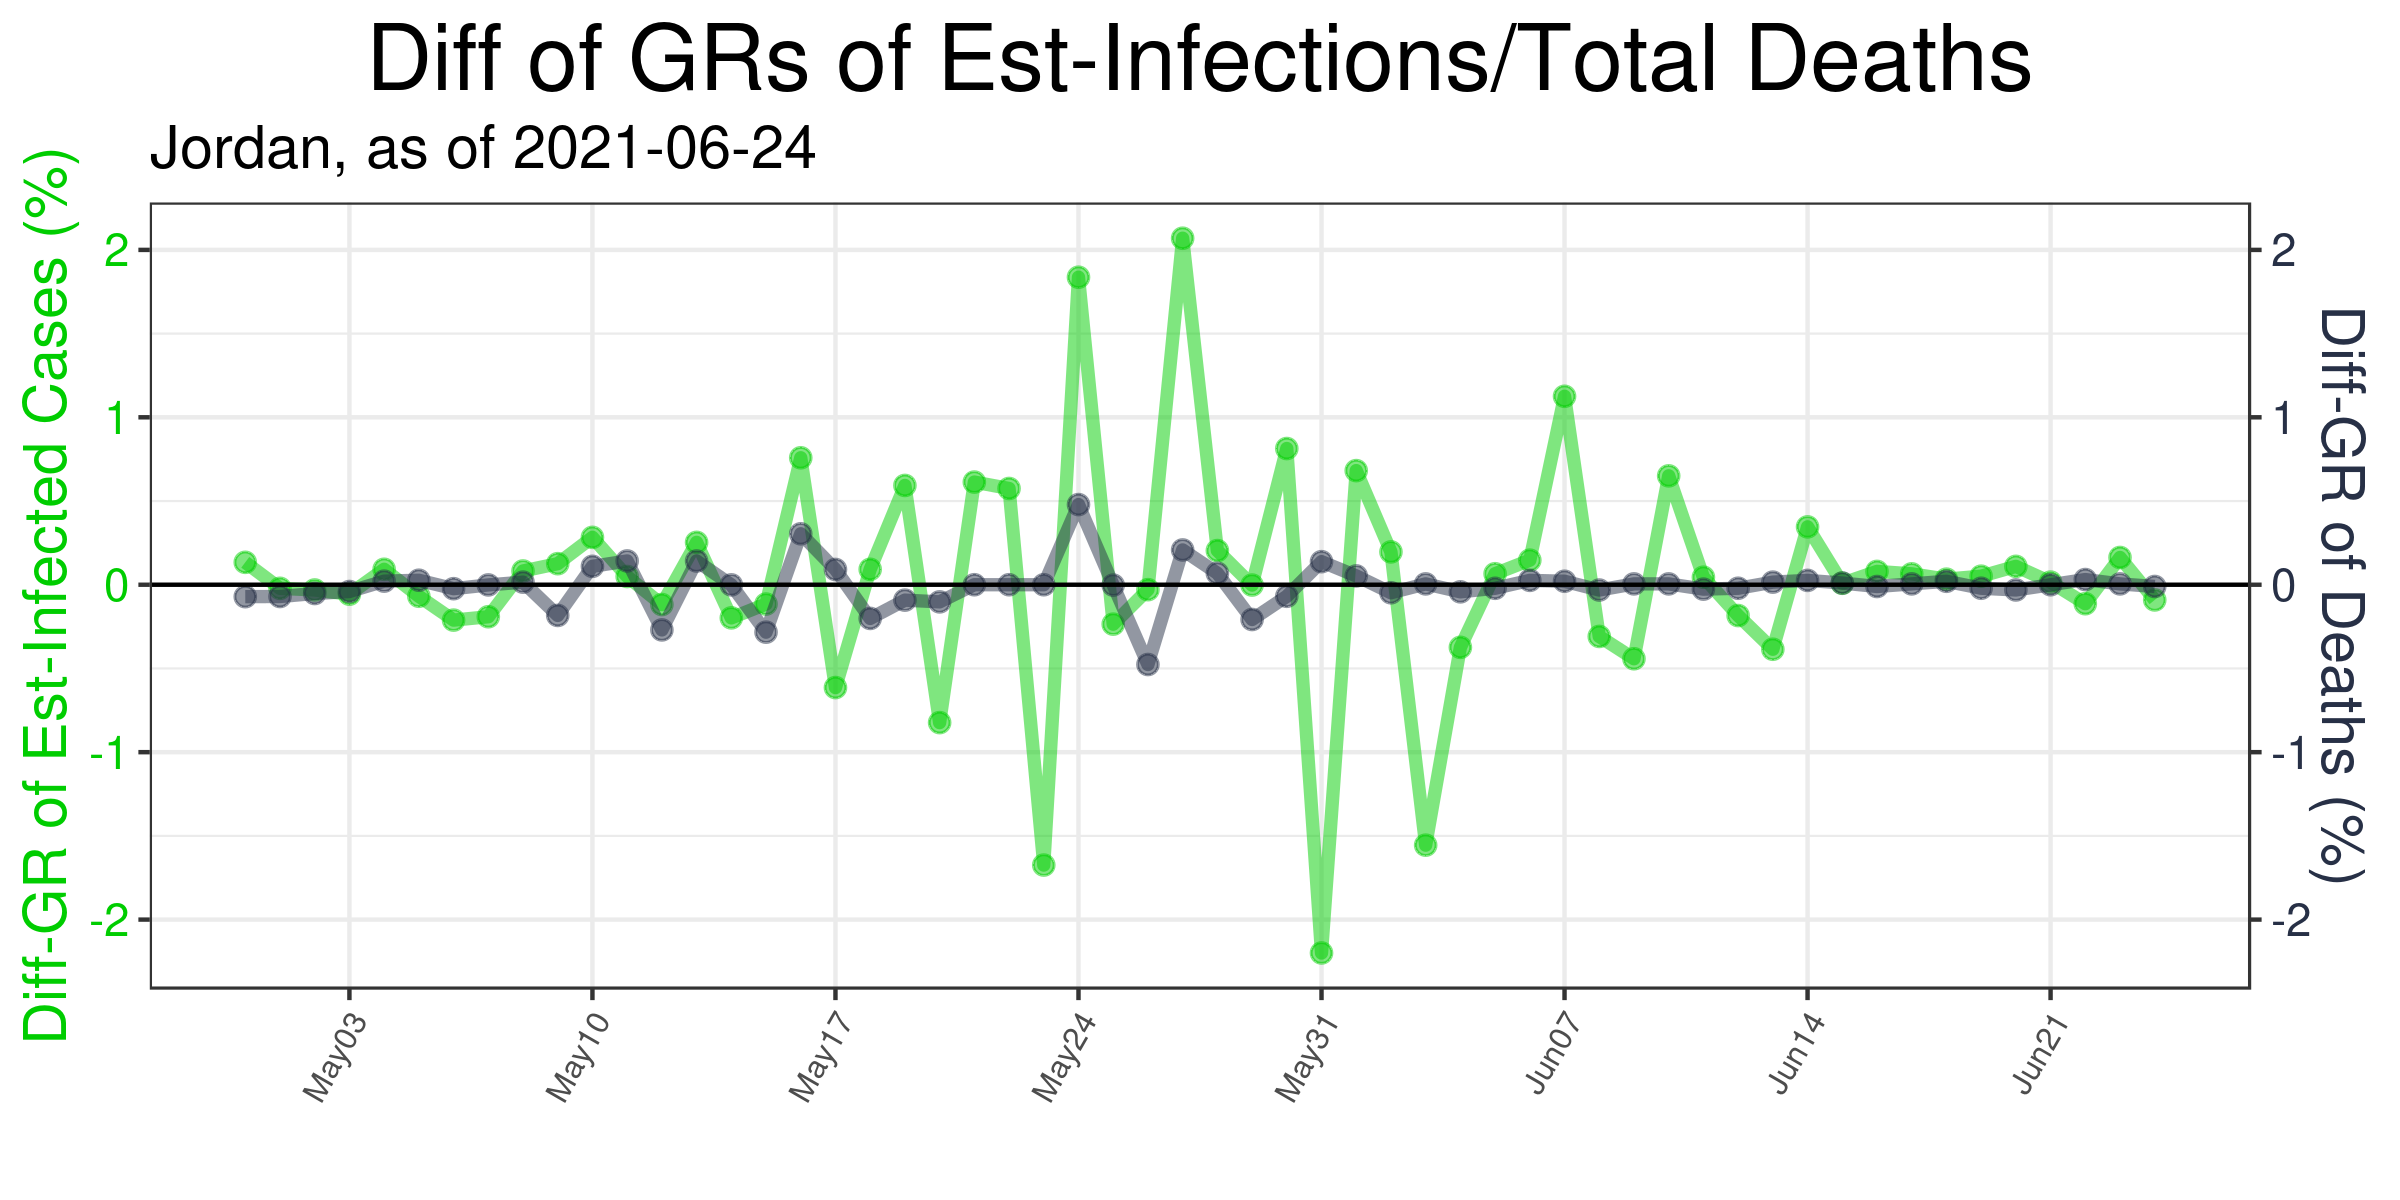 Diff of GRs of Est-Infections/Total Deaths
Jordan, as of 2021-06-24
Diff-GR of Est-Infected Cases (%)
2
1
0
-1
-2
2
1
0
-1
-2
Diff-GR of Deaths (%)
May03
May10
May17
May24
May31
Jun07
Jun14
Jun21